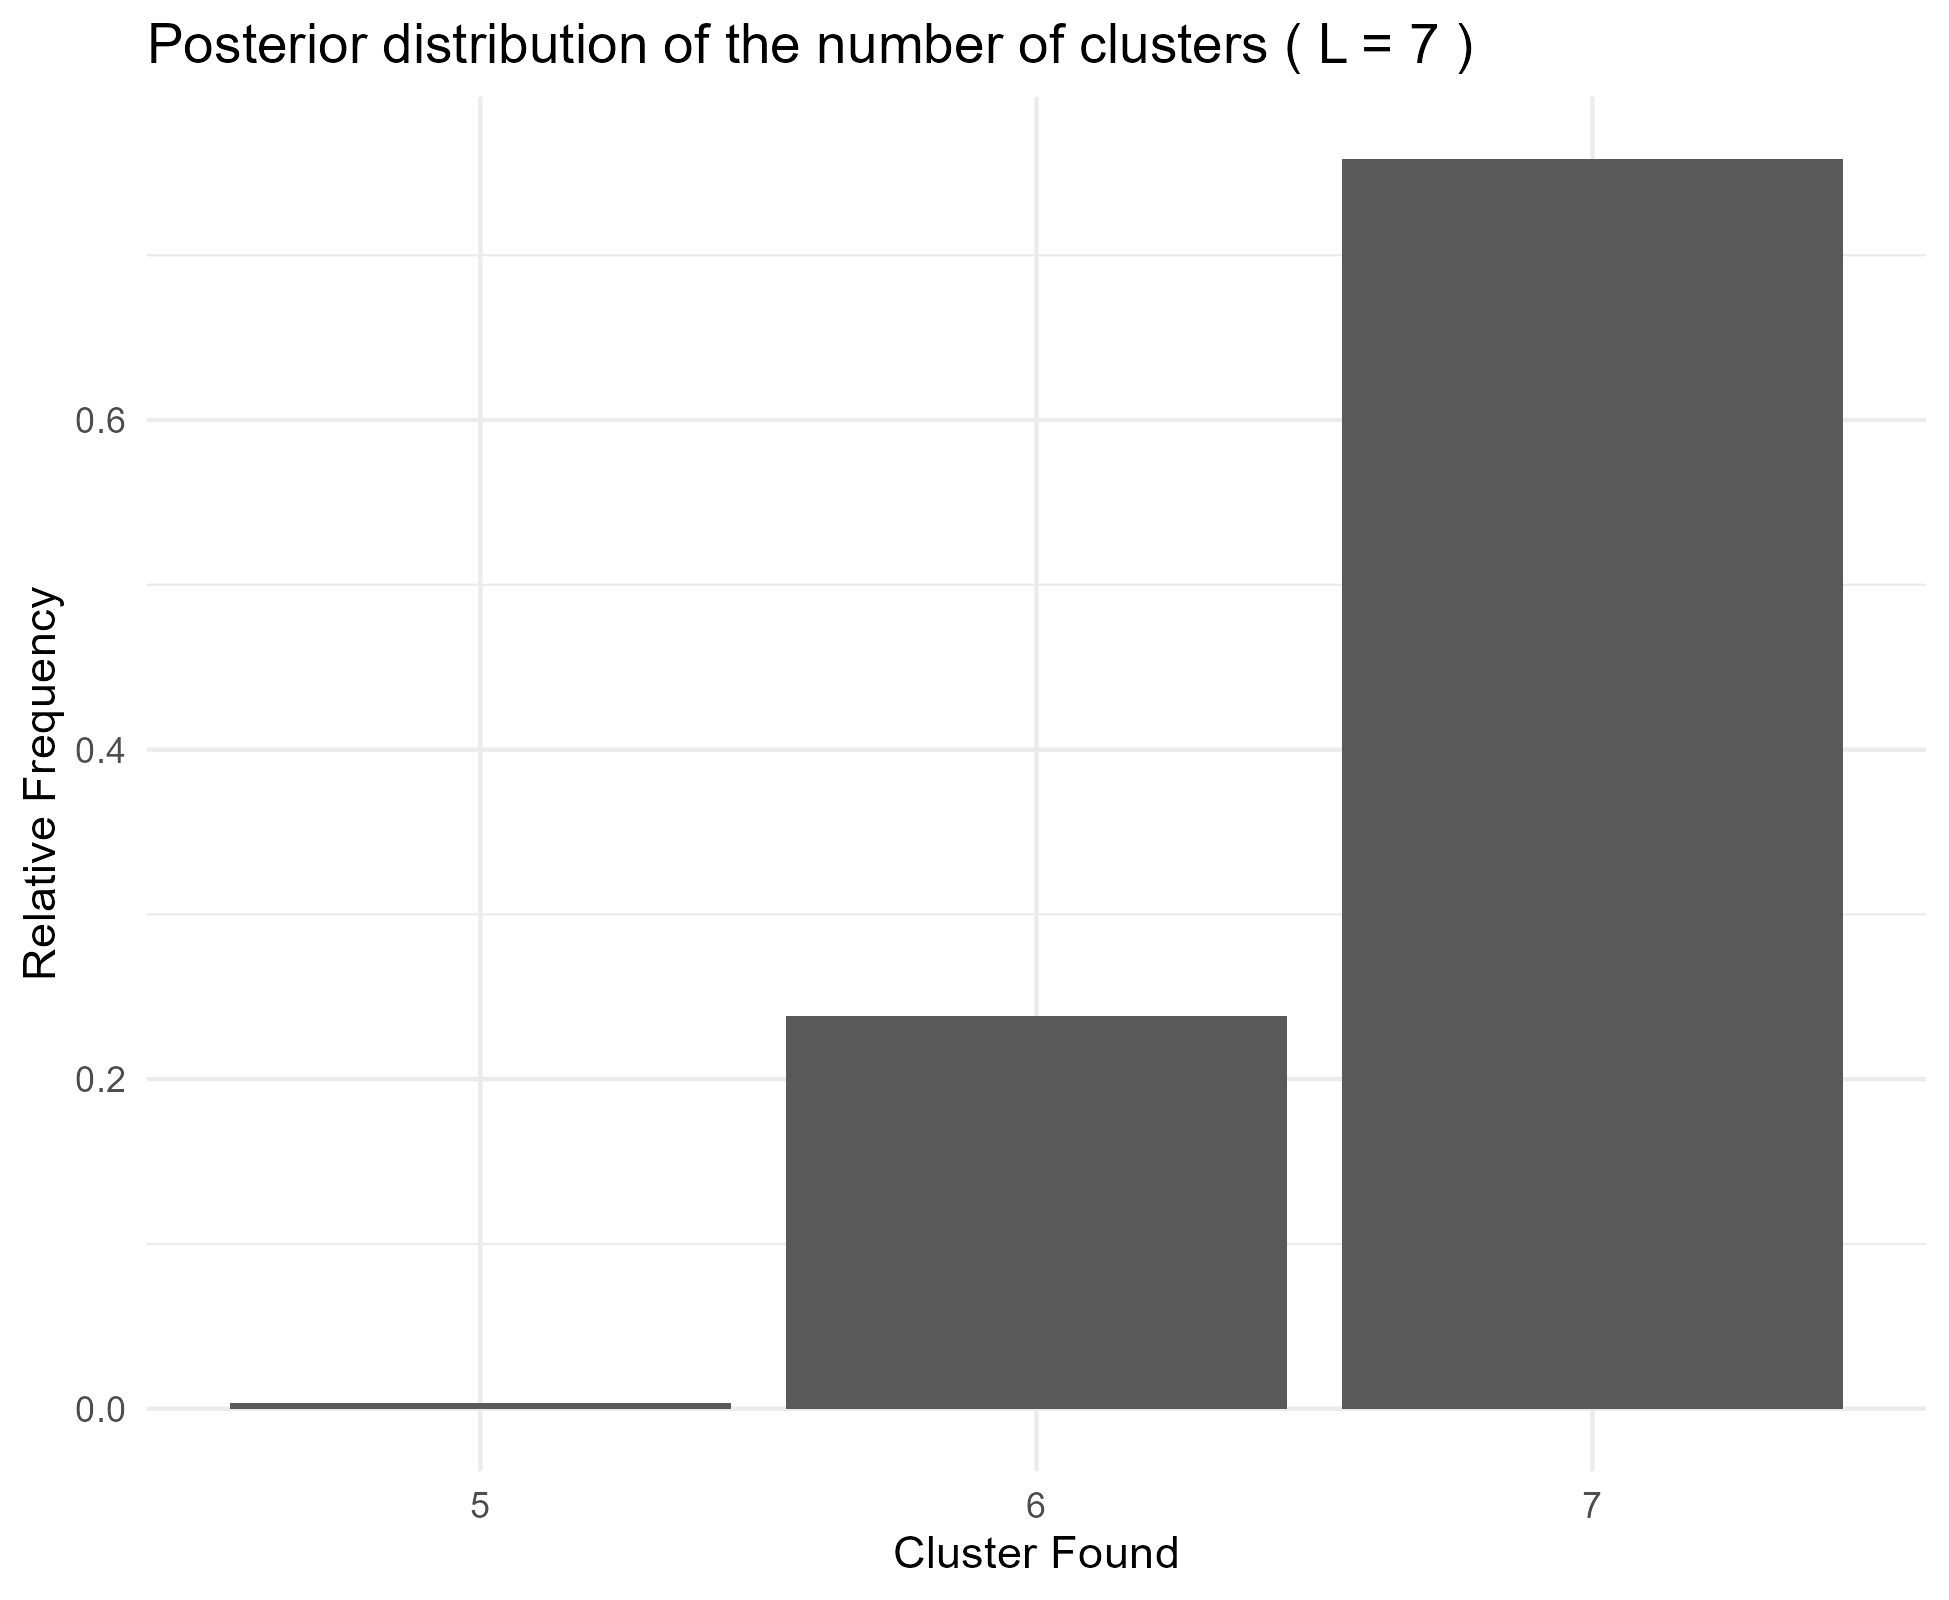 Posterior distribution of the number of clusters ( L = 7 )
Relative Frequency
0.6
0.4
0.2
0.0
5 6 7
Cluster Found